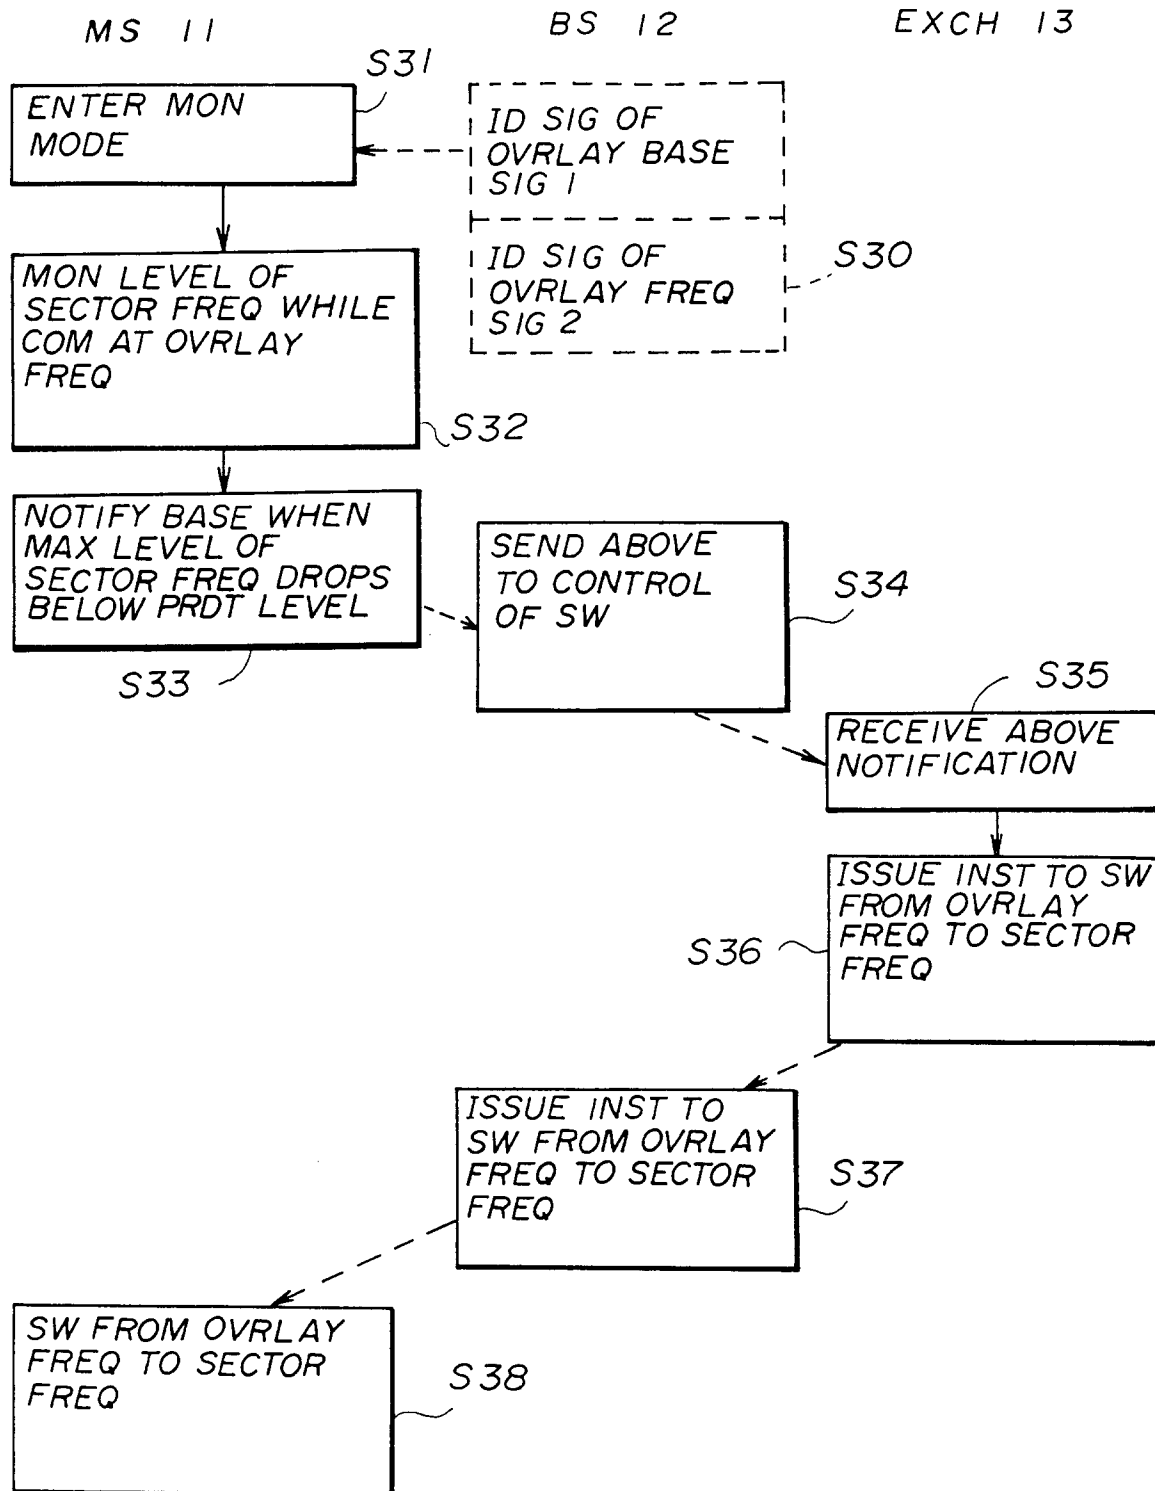 MS 11
BS 12
EXCH 13
S31
ENTER MON
MODE
ID SIG OF
OVRLAY BASE
SIG 1
ID SIG OF
OVRLAY FREQ
SIG 2
S30
MON LEVEL OF
SECTOR FREQ WHILE
COM AT OVRLAY
FREQ
S32
NOTIFY BASE WHEN
MAX LEVEL OF
SECTOR FREQ DROPS
BELOW PRDT LEVEL
S33
SEND ABOVE
TO CONTROL
OF SW
S34
S35
RECEIVE ABOVE
NOTIFICATION
ISSUE INST TO SW
FROM OVRLAY
FREQ TO SECTOR
FREQ
S36
ISSUE INST TO
SW FROM OVRLAY
FREQ TO SECTOR
FREQ
S37
SW FROM OVRLAY
FREQ TO SECTOR
FREQ
S38